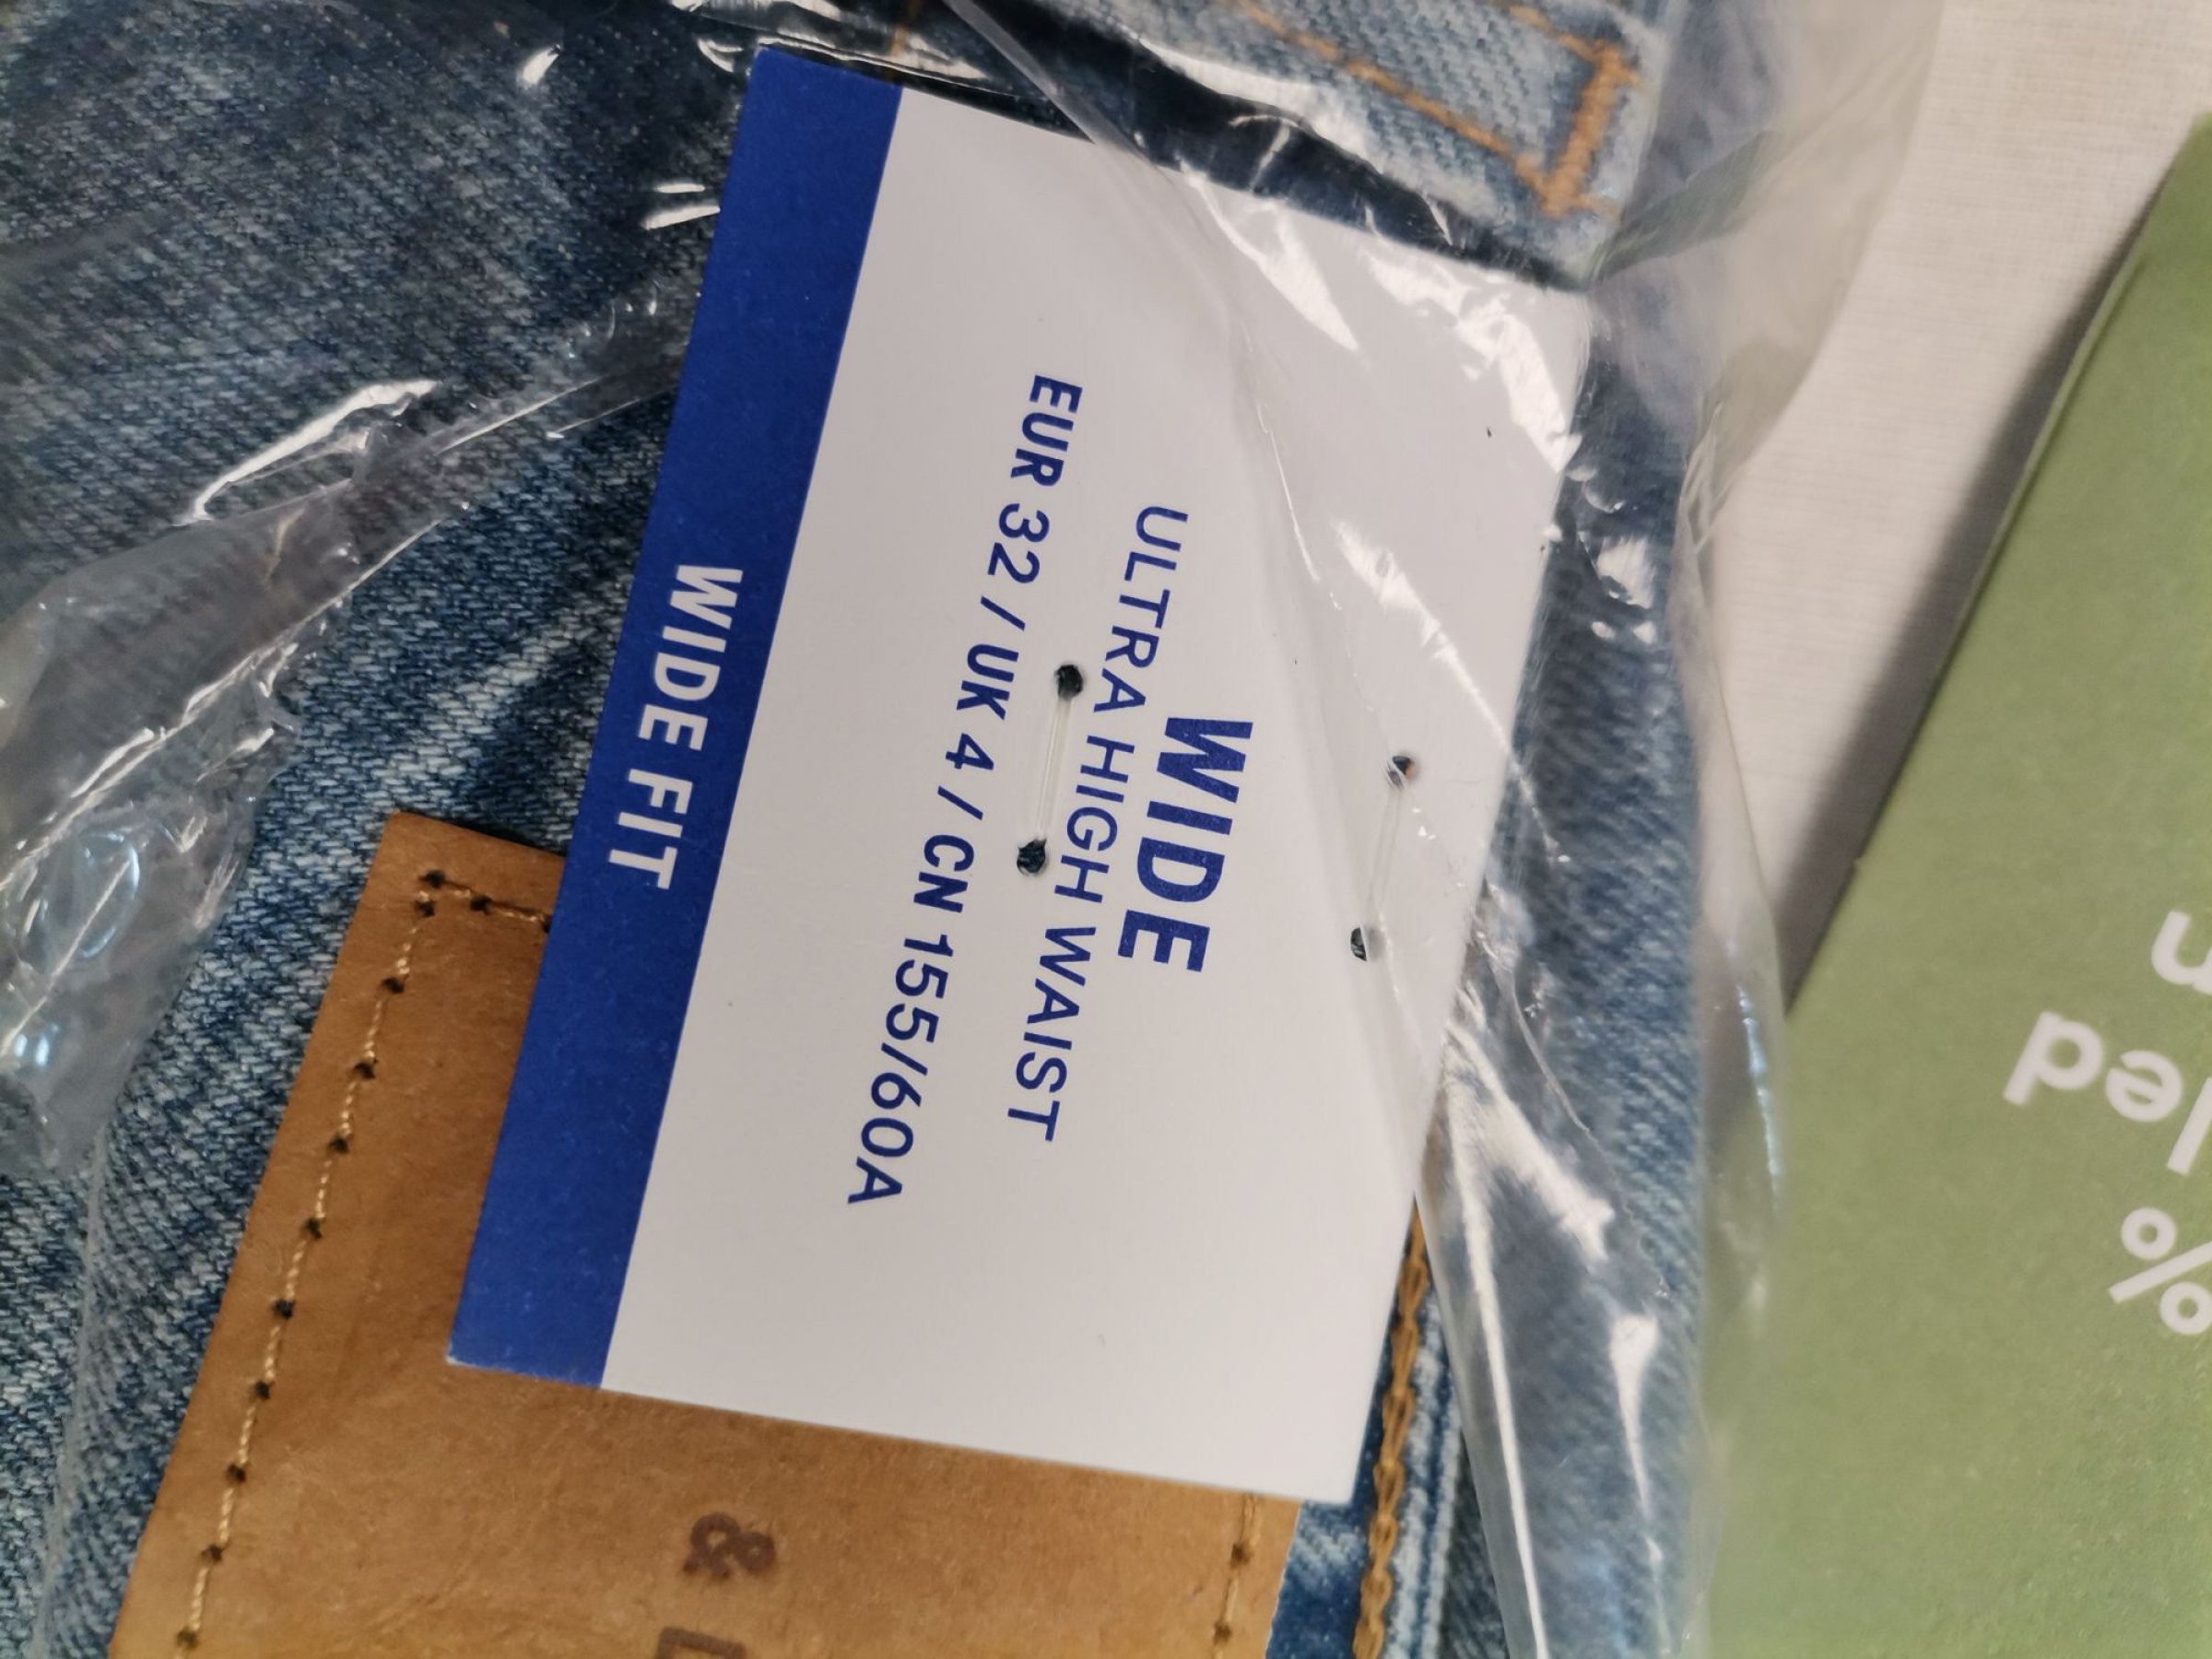 WIDE
ULTRA HIGH WAIST
EUR 32 / UK 4 / CN 155/60A
WIDE FIT
&
%